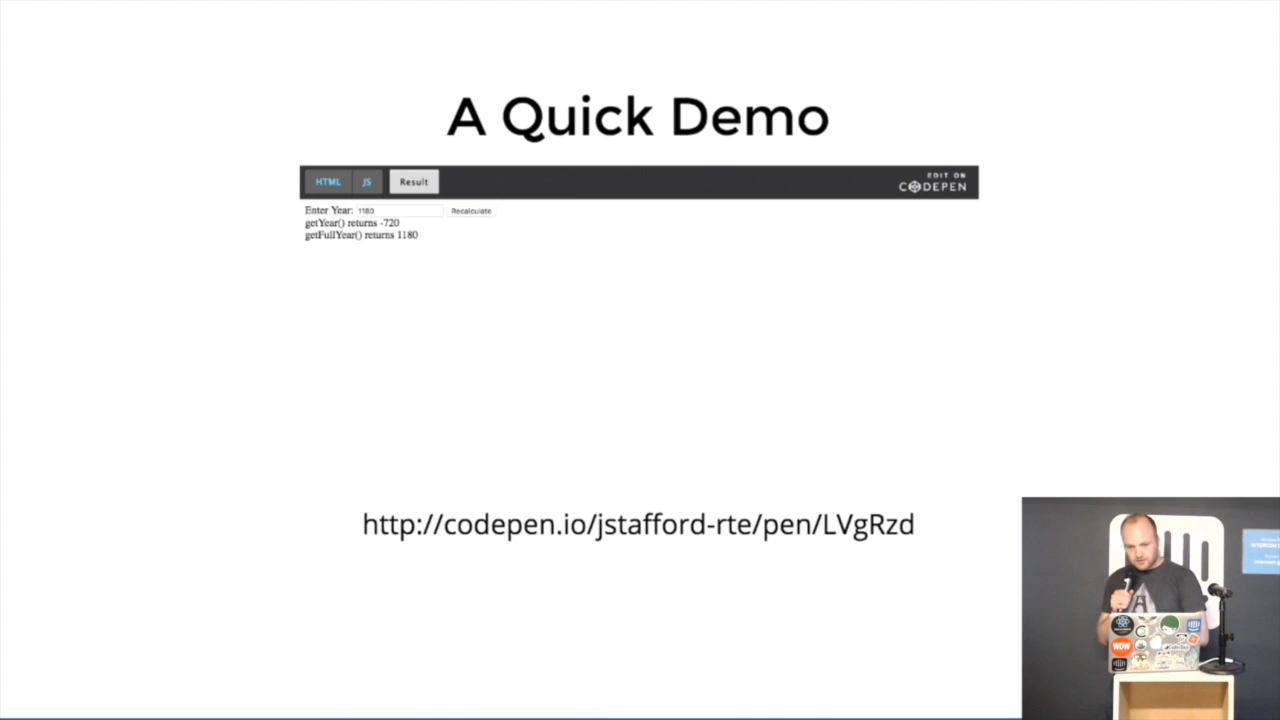 A Quick Demo
HTML JS Result
EDIT ON
CODEPEN
Enter Year: 1180 Recalculate
getYear() returns -720
getFullYear() returns 1180
http://codepen.io/jstafford-rte/pen/LVgRzd
WOW